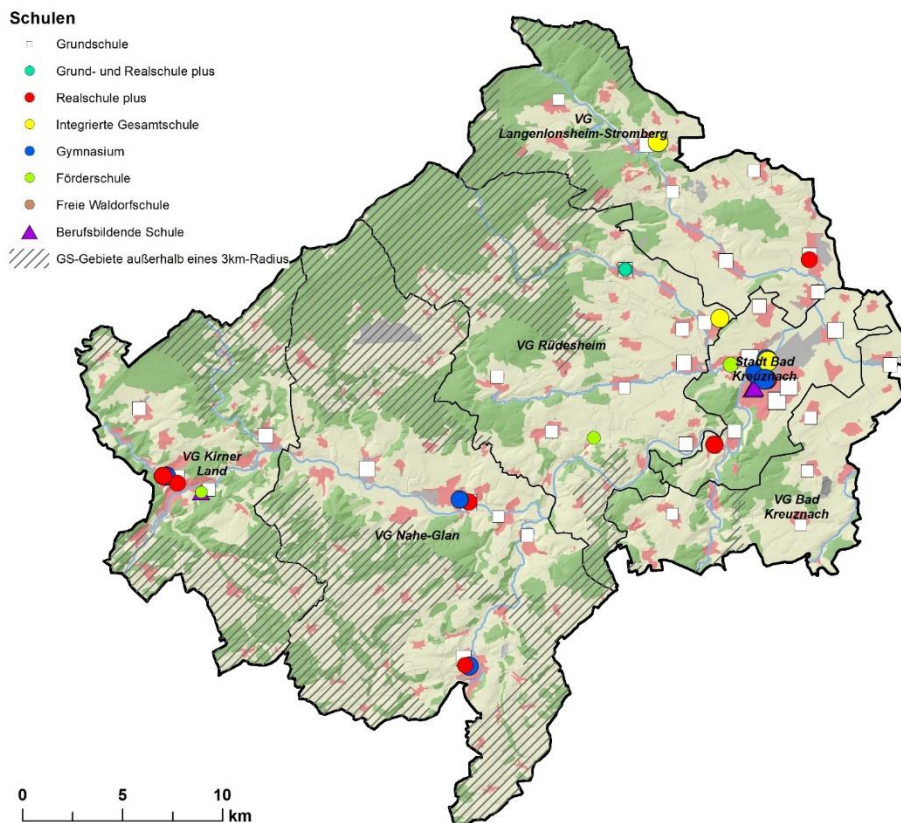 Schulen
Grundschule
Grund- und Realschule plus
Realschule plus
Integrierte Gesamtschule
Gymnasium
Förderschule
Freie Waldorfschule
Berufsbildende Schule
GS-Gebiete außerhalb eines 3km-Radius
VG
Langenlonsheim-Stromberg
VG Rüdesheim
Stadt Bad
Kreuznach
VG Kirner
Land
VG Bad
Kreuznach
VG Nahe-Glan
0 5 10
km